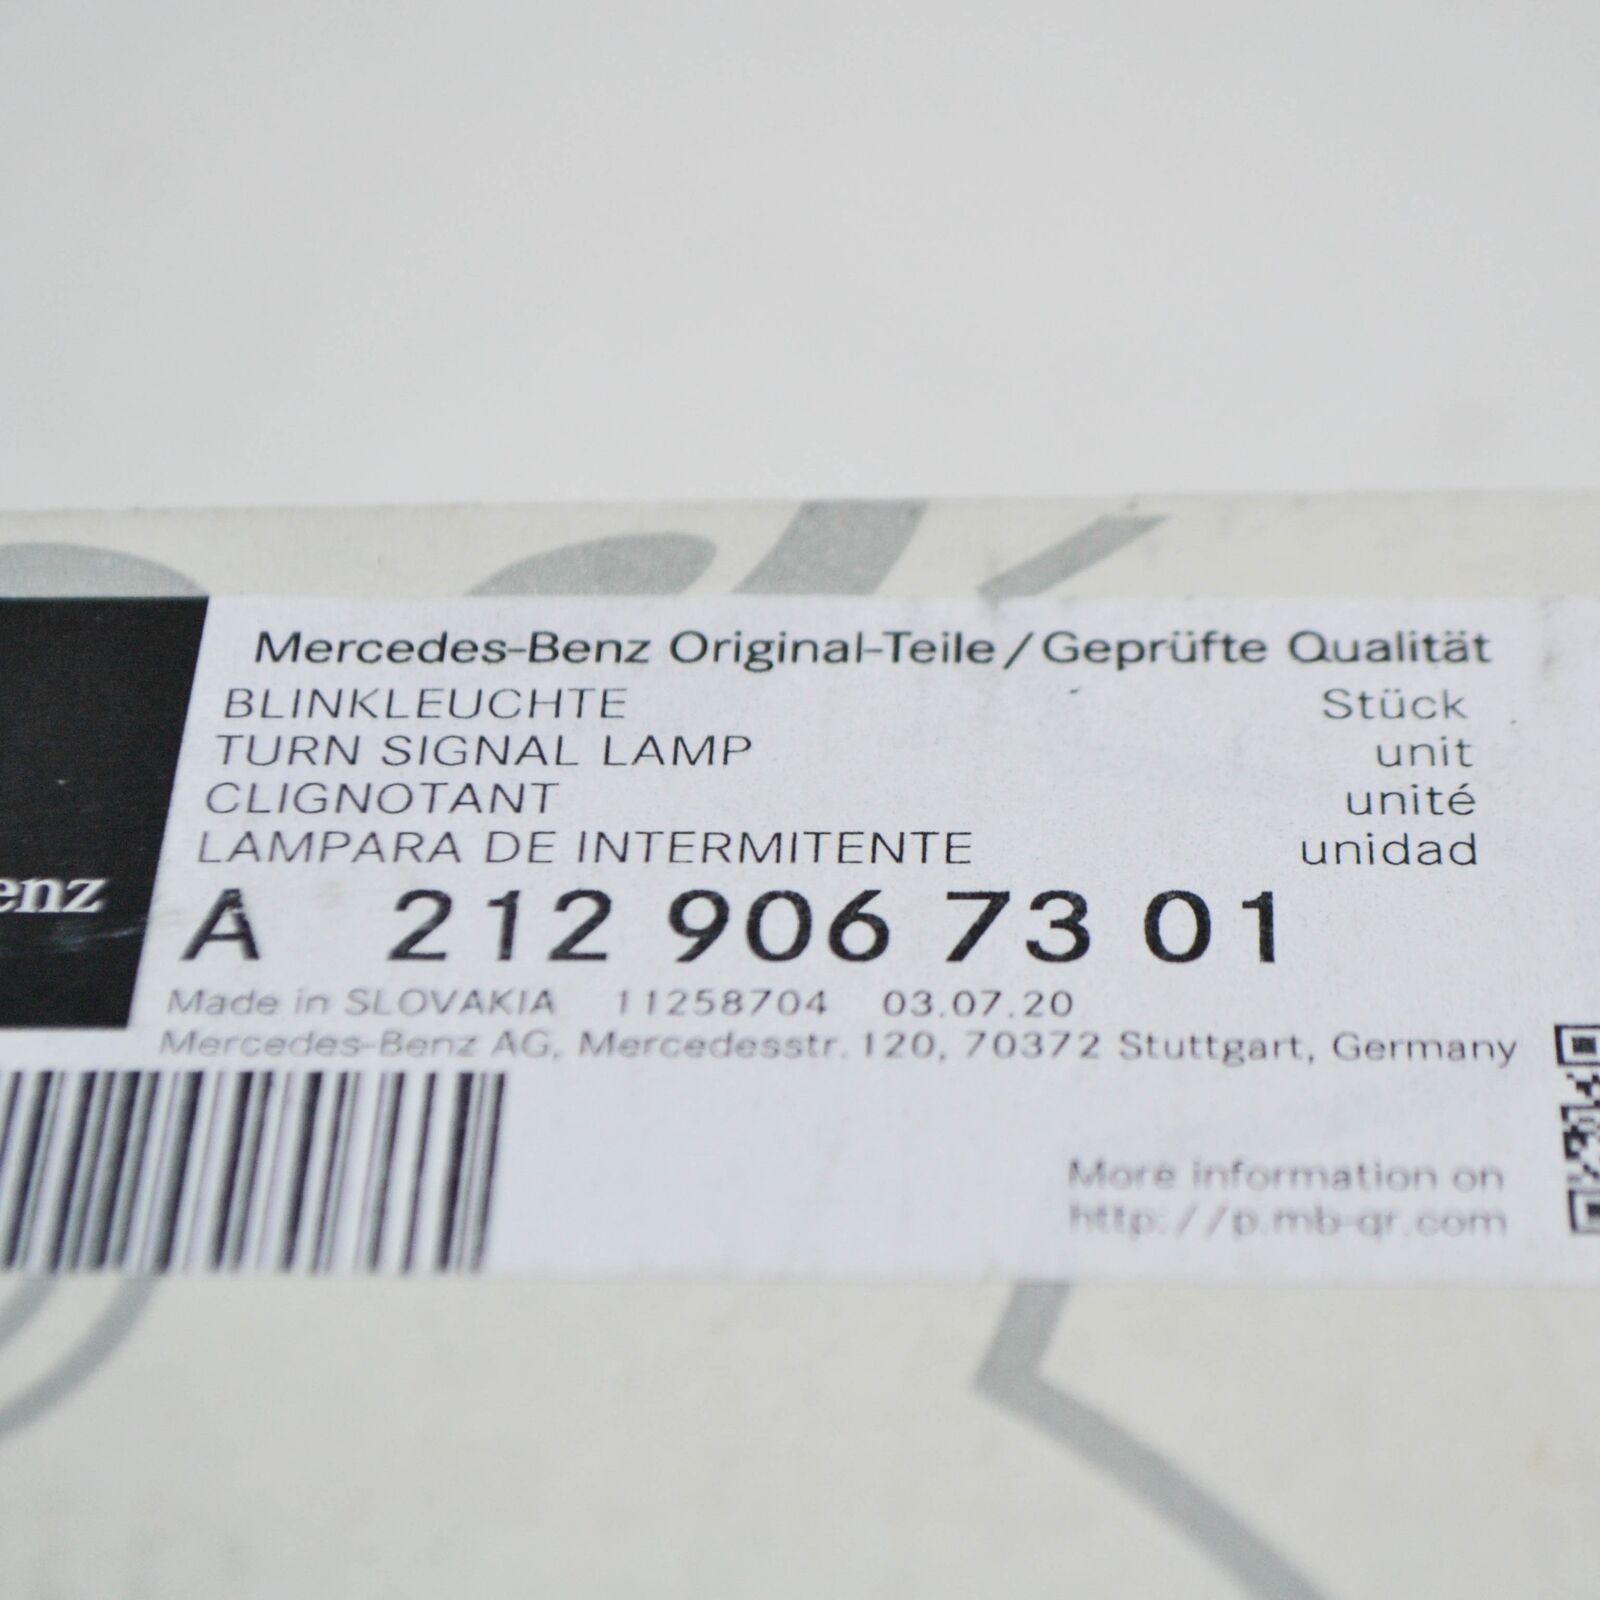 Mercedes-Benz Original-Teile/Geprüfte Qualität
BLINKLEUCHTE Stück
TURN SIGNAL LAMP unit
CLIGNOTANT unité
LAMPARA DE INTERMITENTE unidad
enz
A 212 906 73 01
Made in SLOVAKIA 11258704 03.07.20
Mercedes-Benz AG, Mercedesstr. 120, 70372 Stuttgart, Germany
More information on
http://p.mb-qr.com